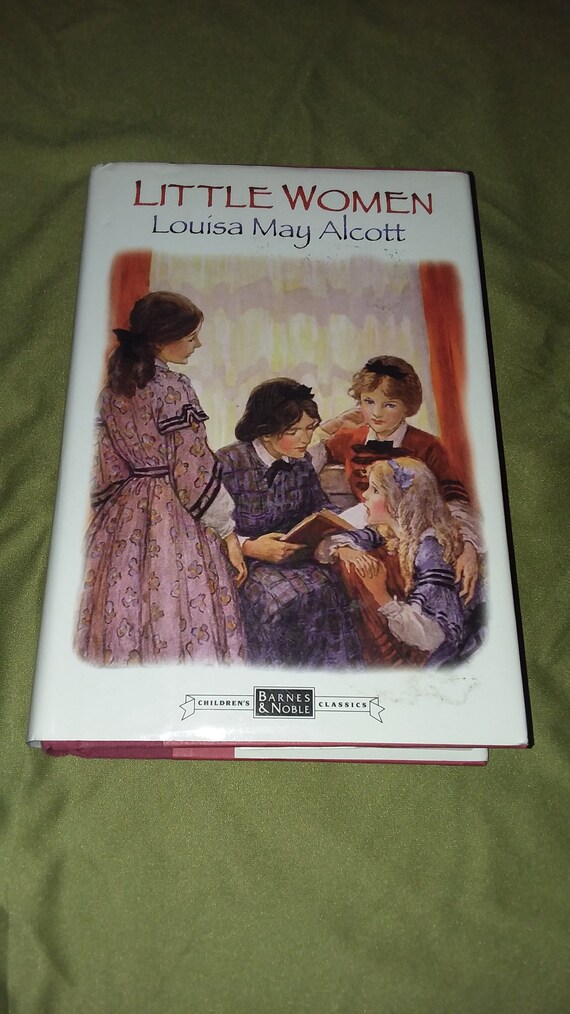 LITTLE WOMEN
Louisa May Alcott
CHILDREN'S BARNES & NOBLE CLASSICS